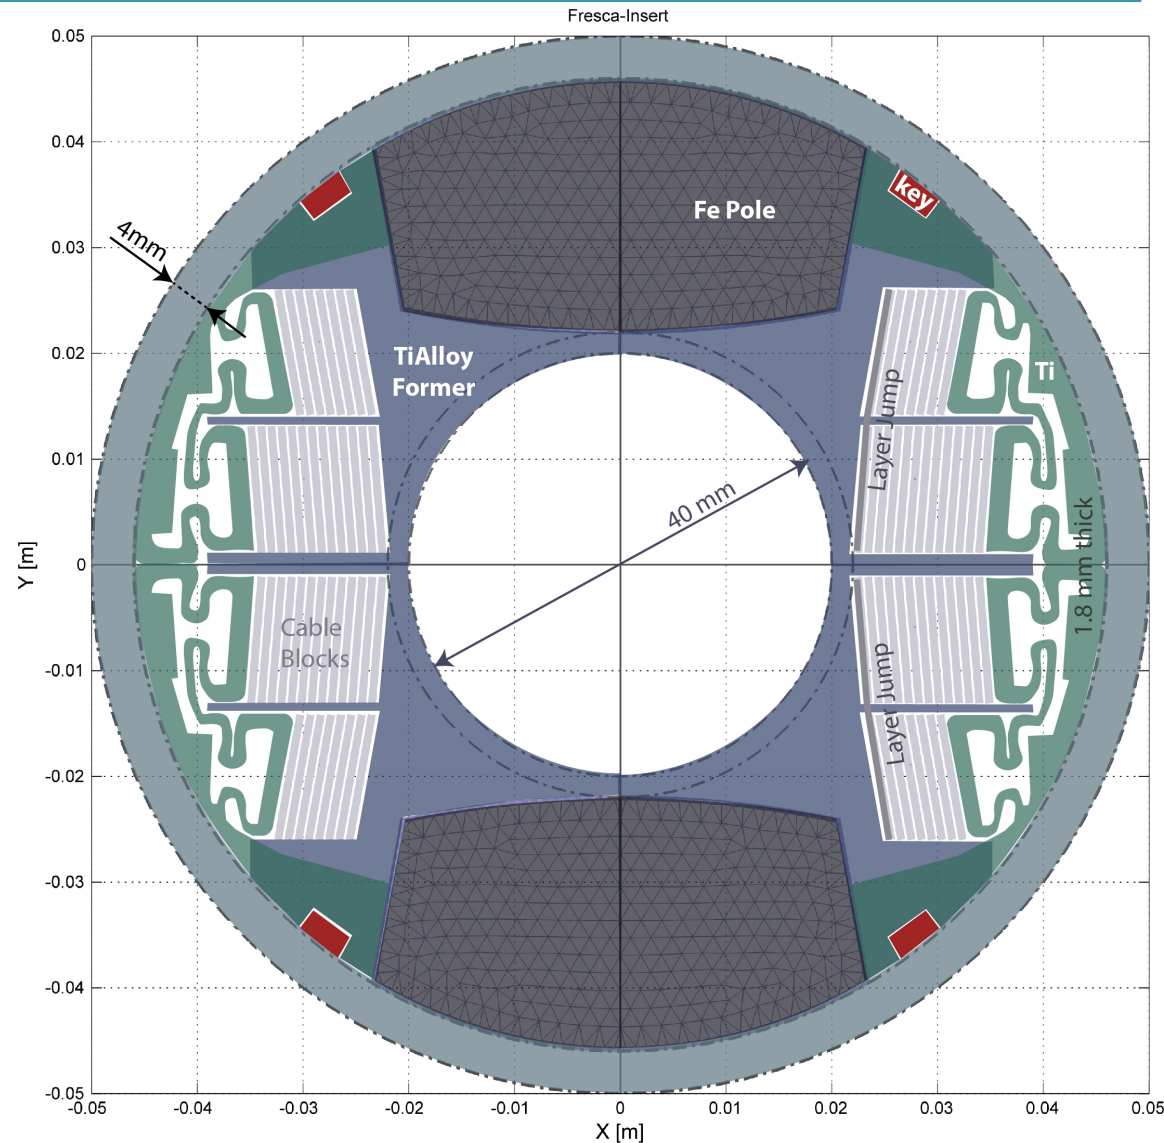 Fresca-Insert
0.05
0.04
0.03
0.02
0.01
0
-0.01
-0.02
-0.03
-0.04
-0.05
Y [m]
4mm
Fe Pole
key
TiAlloy
Former
Ti
Layer Jump
40 mm
1.8 mm thick
Cable
Blocks
Layer Jump
-0.05
-0.04
-0.03
-0.02
-0.01
0
0.01
0.02
0.03
0.04
0.05
X [m]